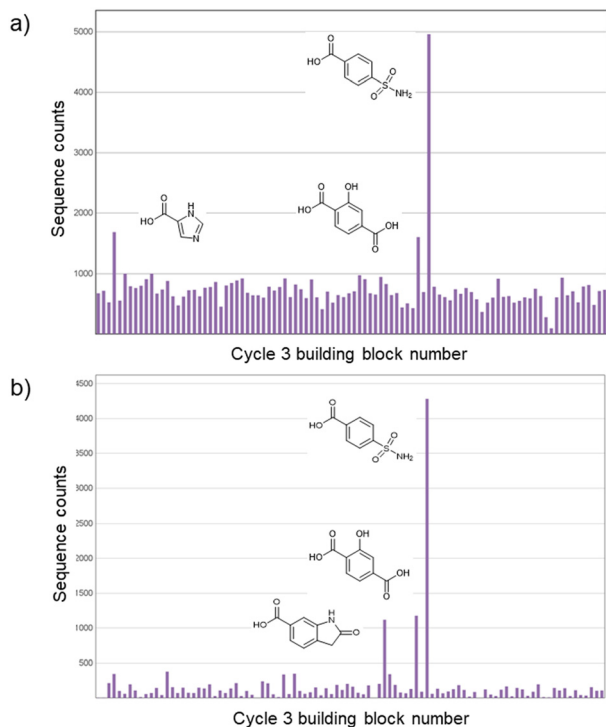 a)
5000
4000
3000
2000
1000
Sequence counts
O
HO
O
S
O
NH₂
O
HO
H
N
N
O
OH
HO
O
OH
Cycle 3 building block number
b)
4500
4000
3500
3000
2500
2000
1500
1000
500
Sequence counts
O
HO
O
S
O
NH₂
O
OH
HO
OH
O
O
HO
H
N
O
Cycle 3 building block number